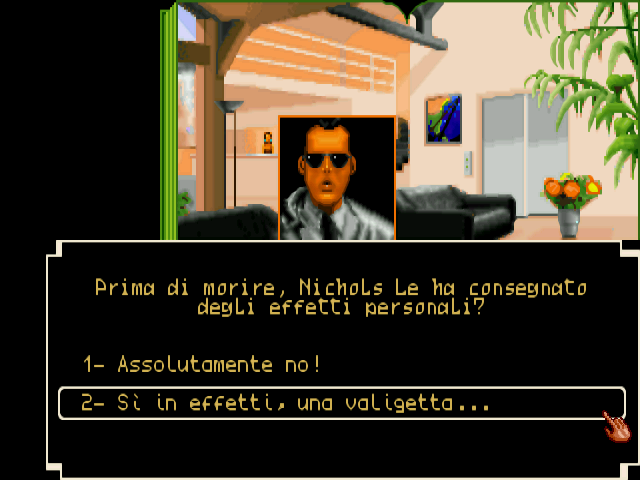 Prima di morire, Nichols Le ha consegnato
degli effetti personali?
1- Assolutamente no!
2- Sì in effetti, una valigetta...